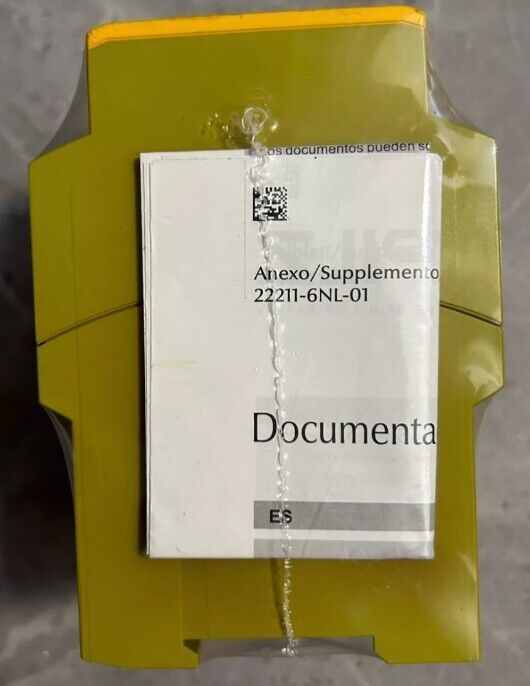 os documentos pueden so
Anexo/Supplemento
22211-6NL-01
Documenta
ES